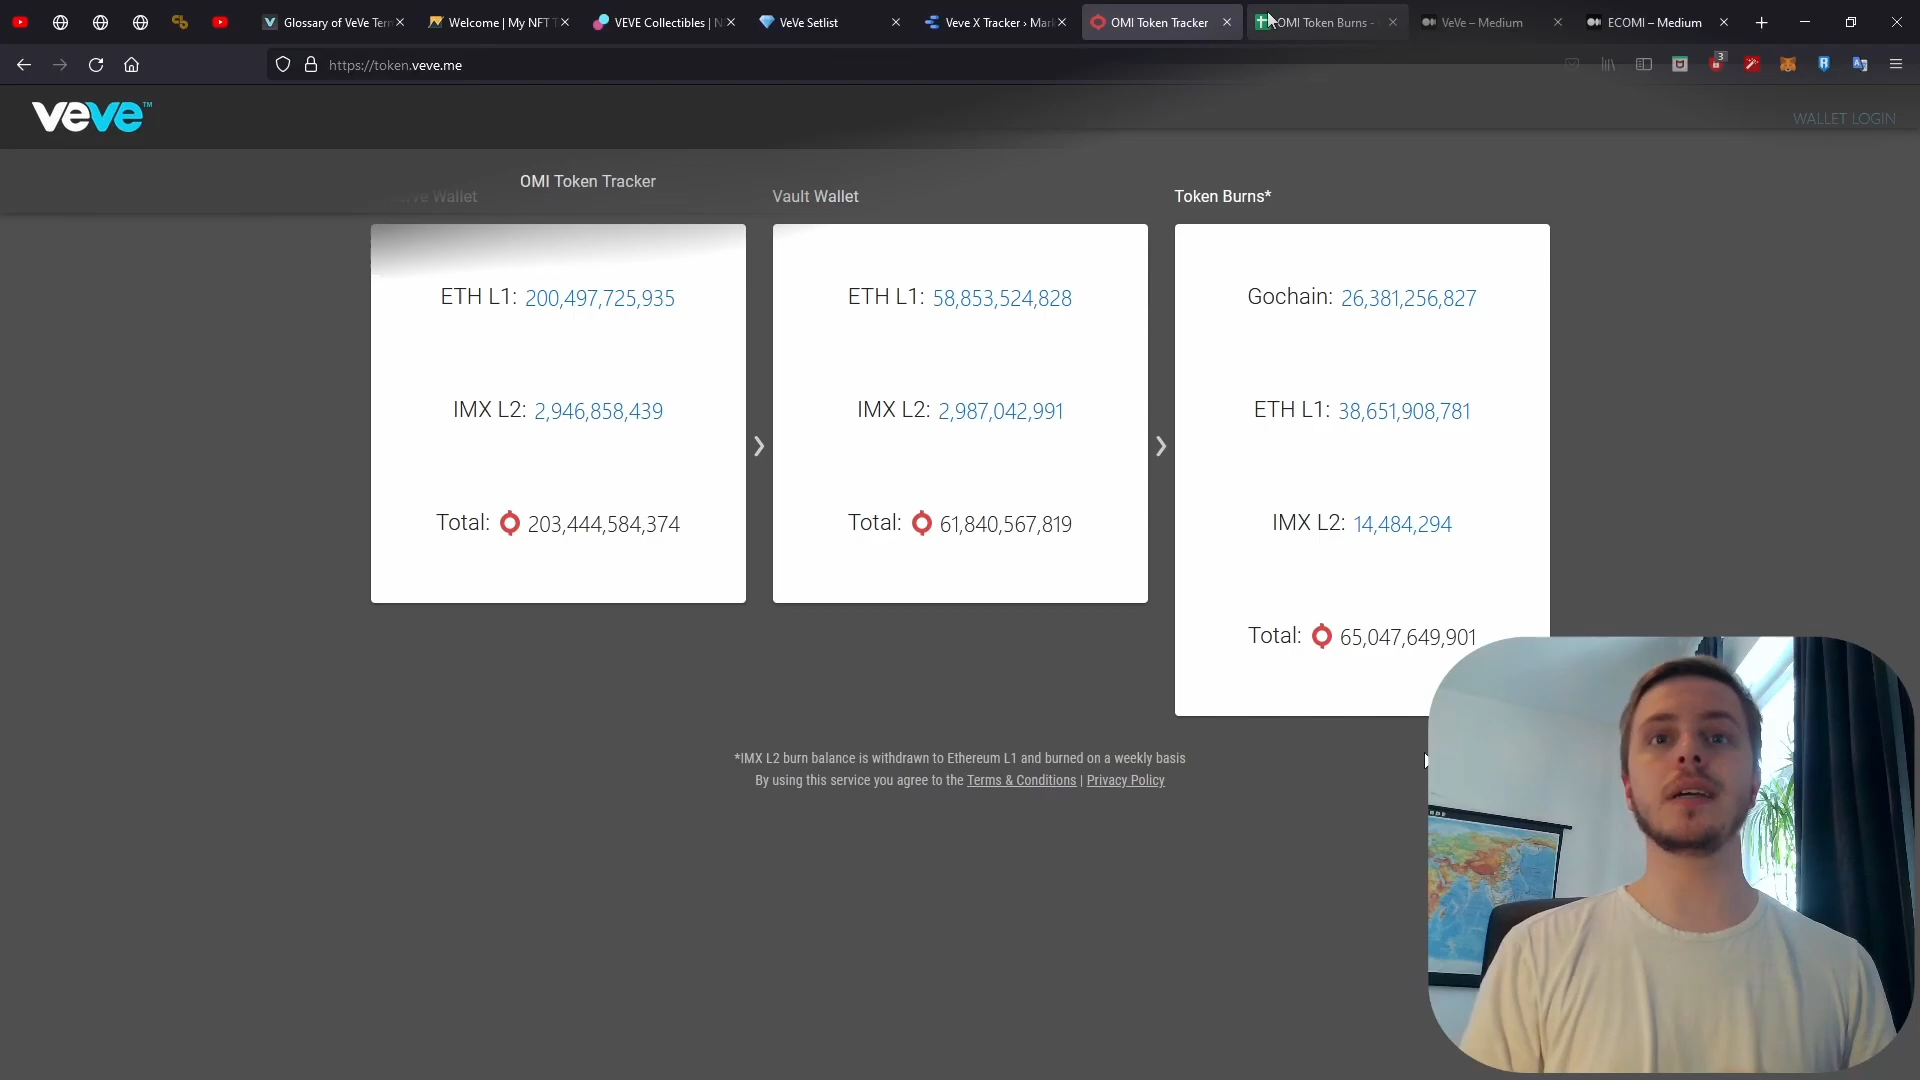 Glossary of VeVe Ter
Welcome | My NFT T
VEVE Collectibles | N
VeVe Setlist
Veve X Tracker › Mar
OMI Token Tracker
OMI Token Burns -
VeVe – Medium
ECOMI – Medium
https://token.veve.me
3
veve™
WALLET LOGIN
OMI Token Tracker
Wallet
Vault Wallet
Token Burns*
ETH L1: 200,497,725,935
IMX L2: 2,946,858,439
Total: 203,444,584,374
ETH L1: 58,853,524,828
IMX L2: 2,987,042,991
Total: 61,840,567,819
Gochain: 26,381,256,827
ETH L1: 38,651,908,781
IMX L2: 14,484,294
Total: 65,047,649,901
*IMX L2 burn balance is withdrawn to Ethereum L1 and burned on a weekly basis
By using this service you agree to the Terms & Conditions | Privacy Policy